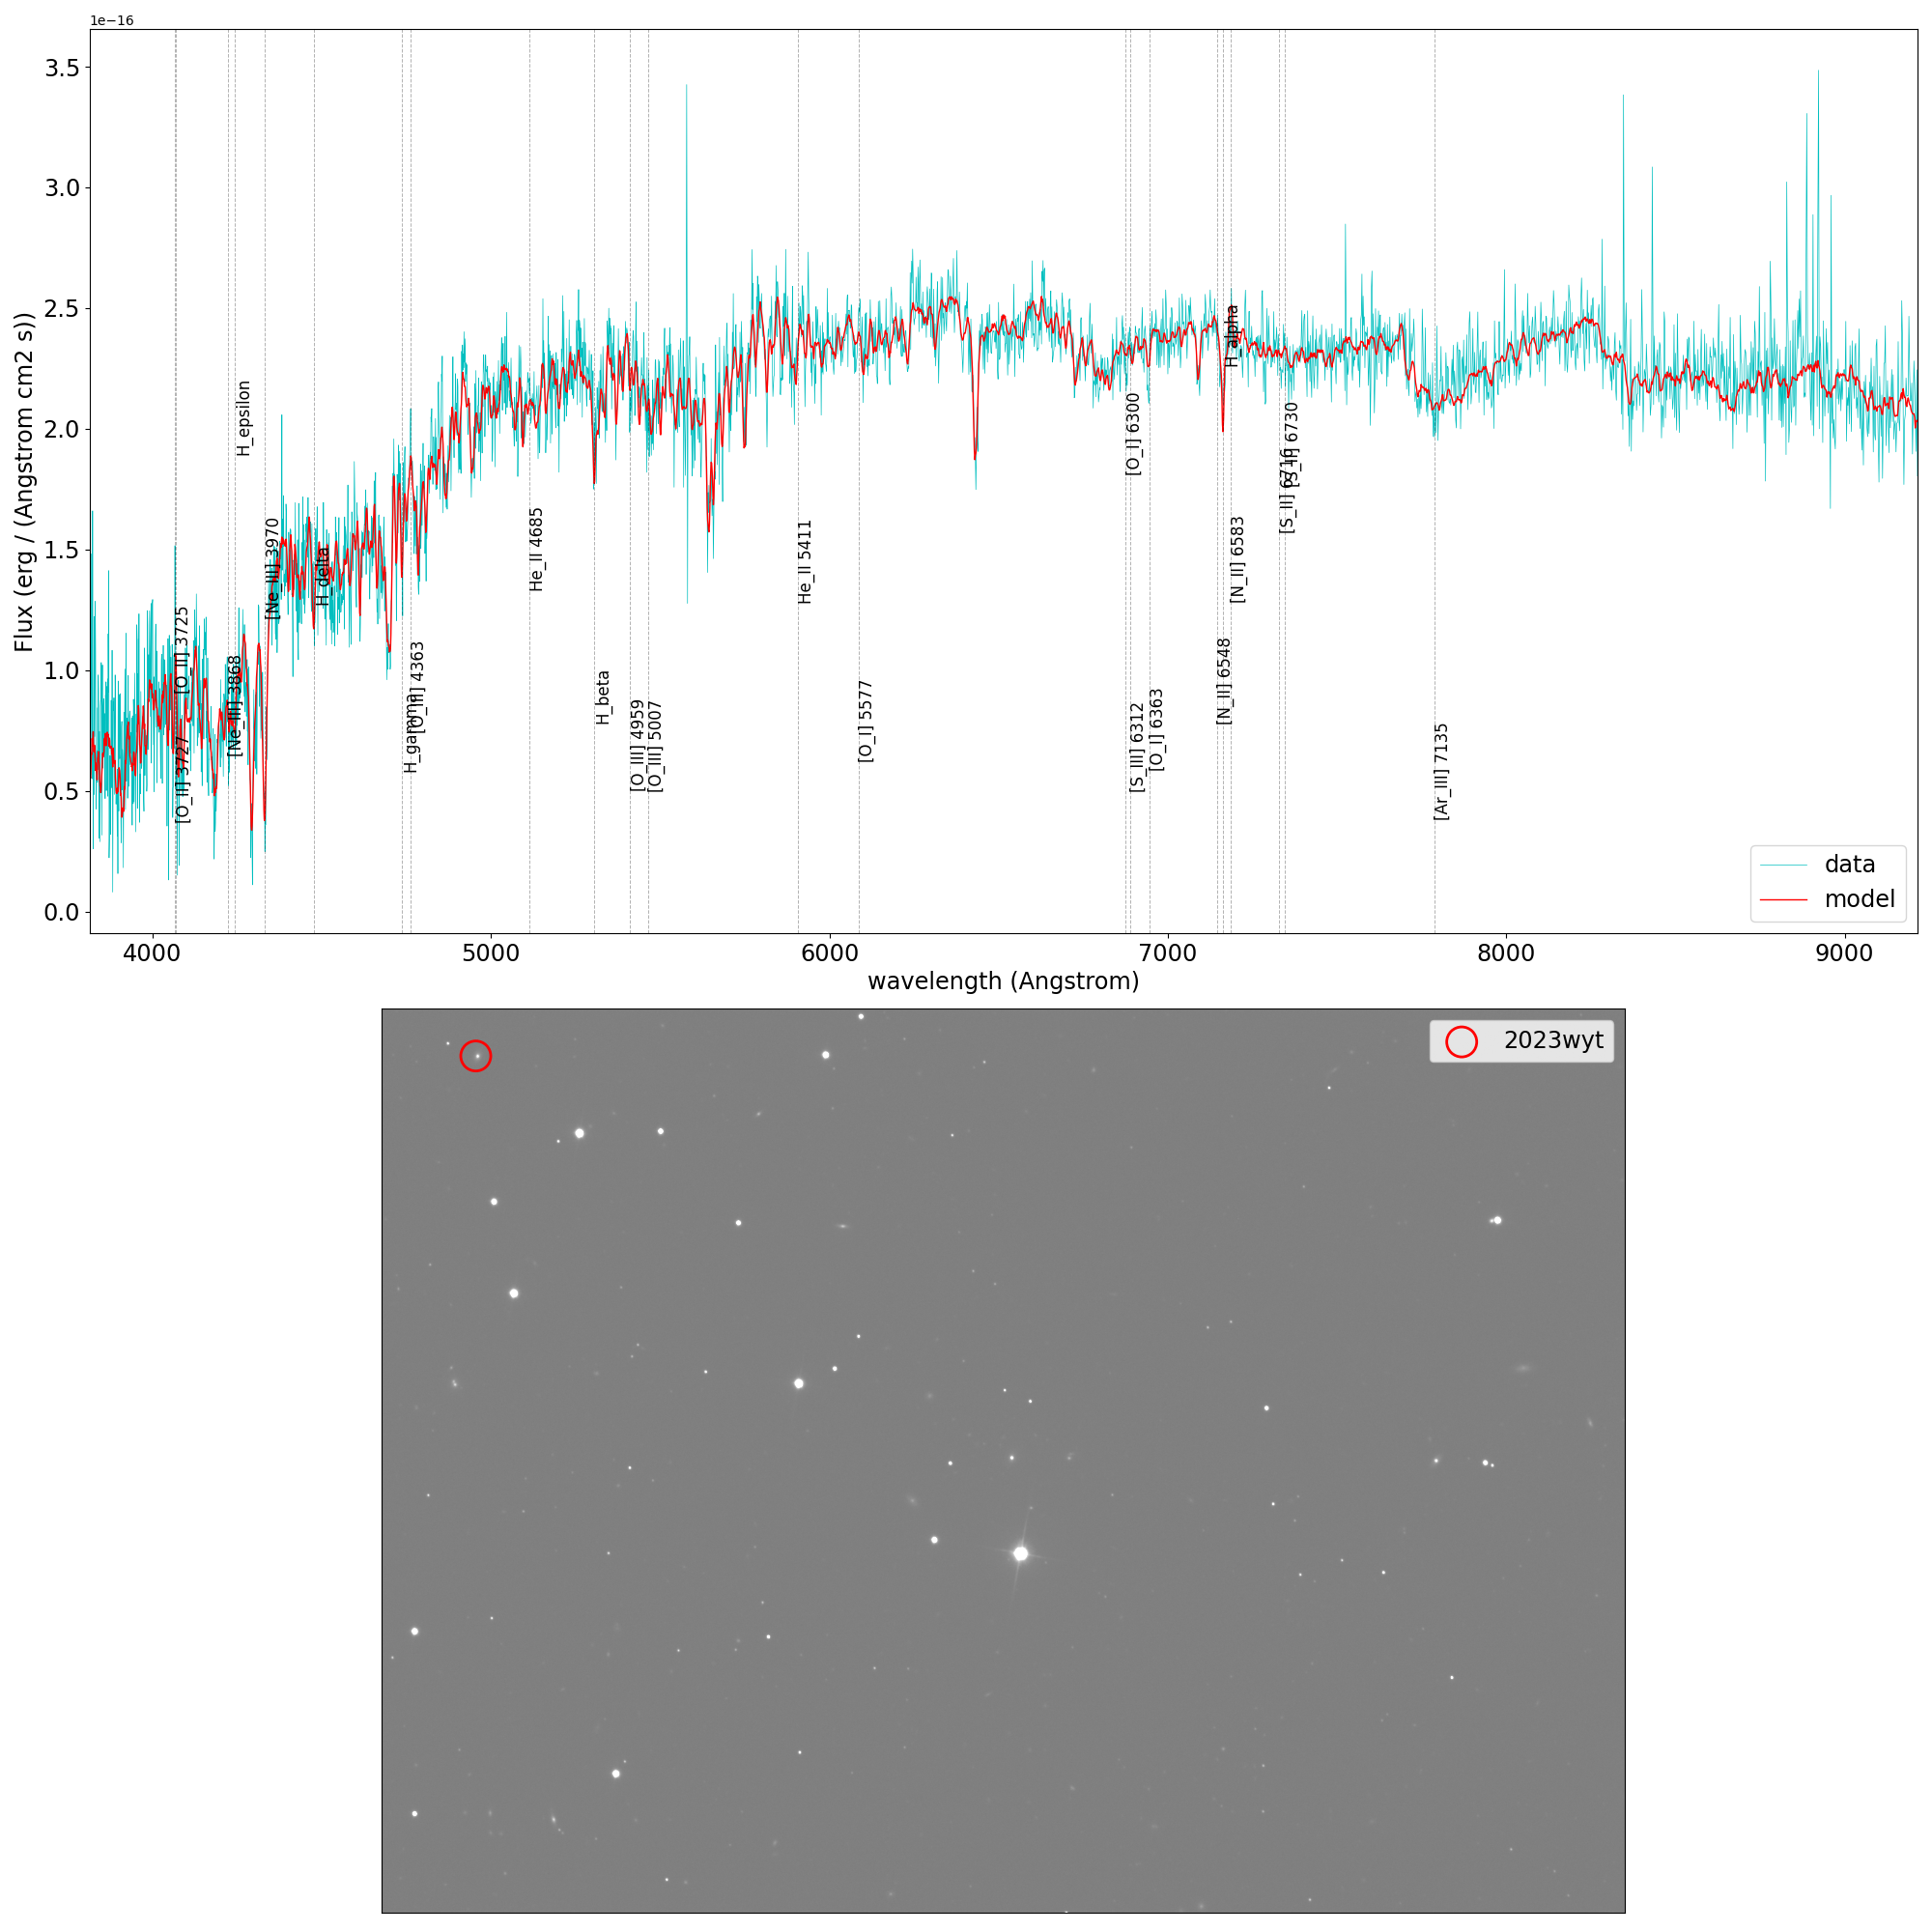 1e−16
3.5
3.0
2.5
2.0
1.5
1.0
0.5
0.0
Flux (erg / (Angstrom cm2 s))
[O_II] 3725
[O_II] 3727
[Ne_III] 3868
H_epsilon
[Ne_III] 3970
H_delta
H_gamma
[O_III] 4363
He_II 4685
H_beta
[O_III] 4959
[O_III] 5007
He_II 5411
[O_I] 5577
[O_I] 6300
[S_III] 6312
[O_I] 6363
[N_II] 6548
H_alpha
[N_II] 6583
[S_II] 6716
[S_II] 6730
[Ar_III] 7135
data
model
4000 5000 6000 7000 8000 9000
wavelength (Angstrom)
2023wyt